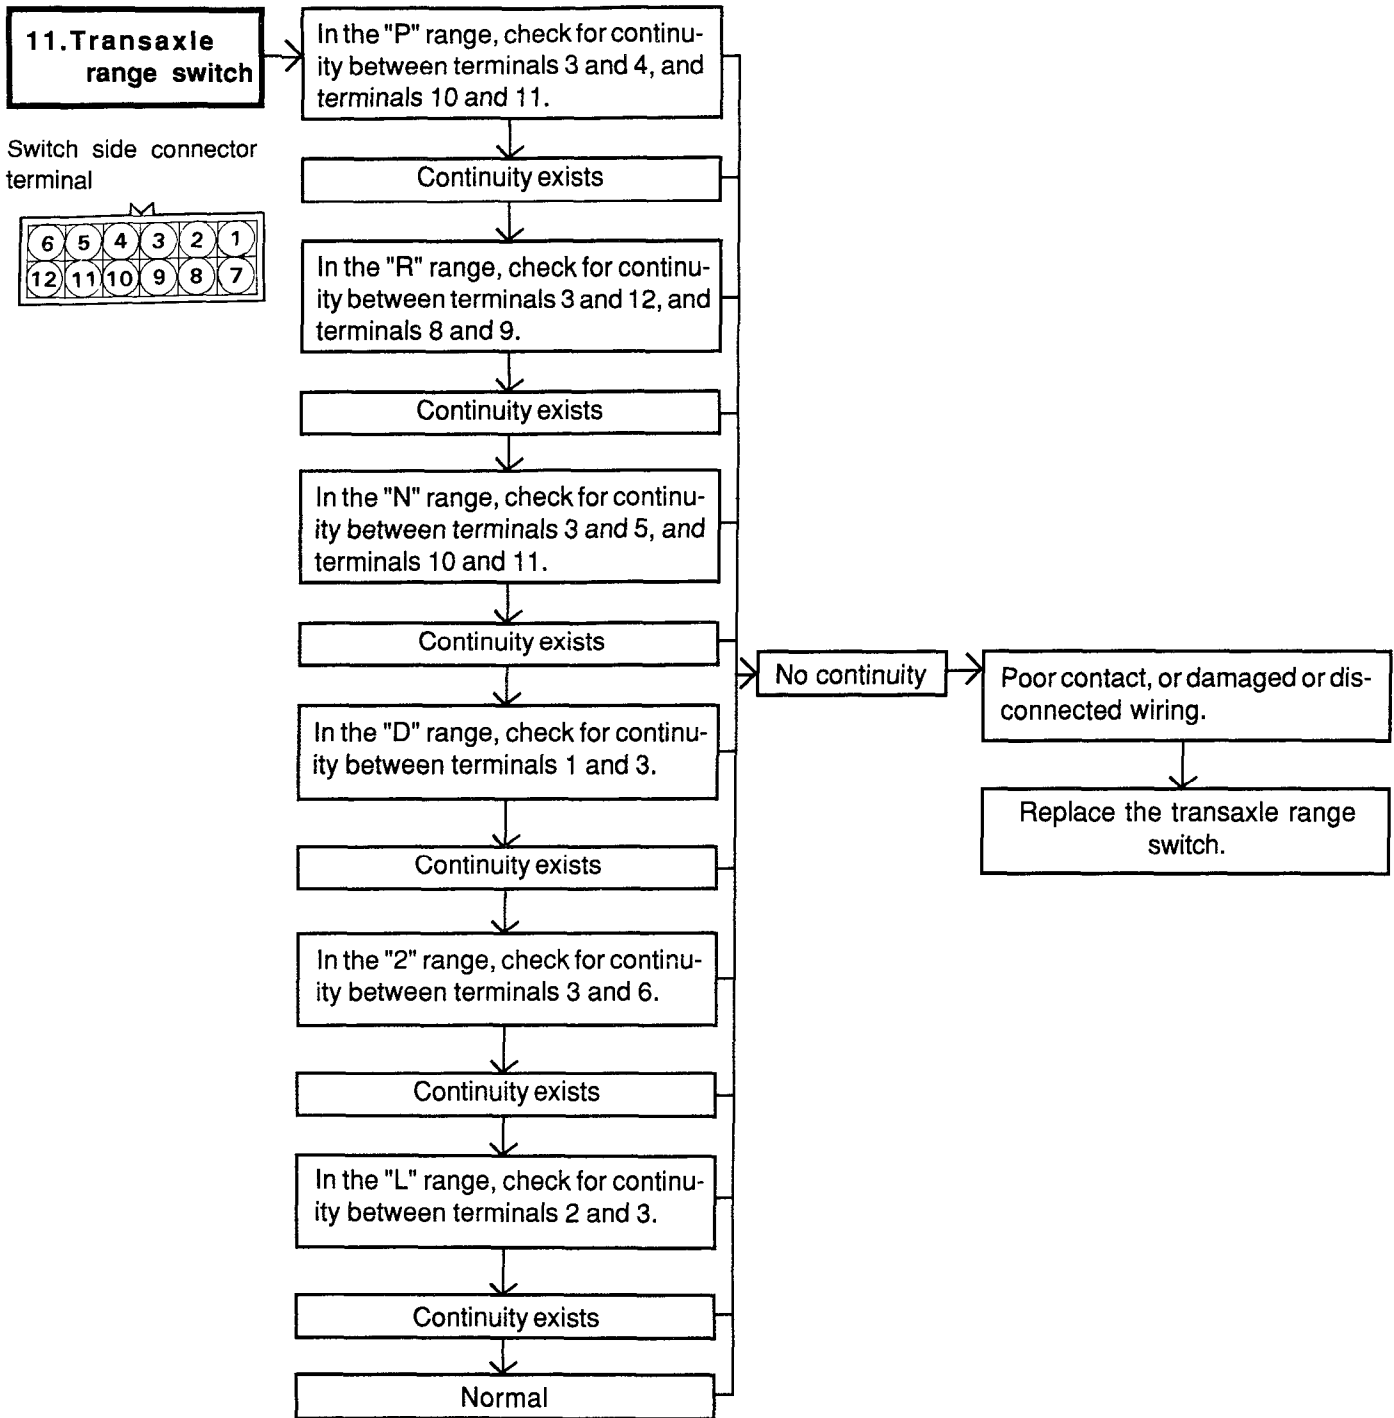 11.Transaxle
range switch
Switch side connector
terminal
6 5 4 3 2 1
12 11 10 9 8 7
In the "P" range, check for continu-
ity between terminals 3 and 4, and
terminals 10 and 11.
Continuity exists
In the "R" range, check for continu-
ity between terminals 3 and 12, and
terminals 8 and 9.
Continuity exists
In the "N" range, check for continu-
ity between terminals 3 and 5, and
terminals 10 and 11.
Continuity exists
In the "D" range, check for continu-
ity between terminals 1 and 3.
Continuity exists
In the "2" range, check for continu-
ity between terminals 3 and 6.
Continuity exists
In the "L" range, check for continu-
ity between terminals 2 and 3.
Continuity exists
Normal
No continuity
Poor contact, or damaged or dis-
connected wiring.
Replace the transaxle range
switch.